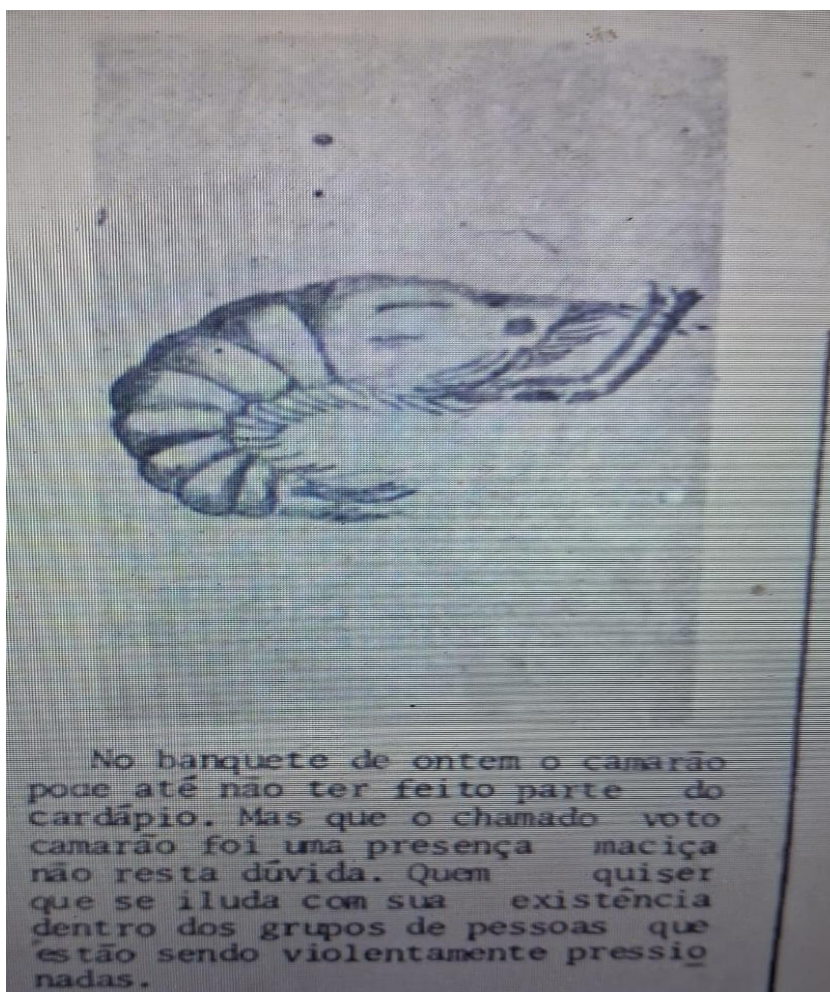 No banquete de ontem o camarão
pode até não ter feito parte do
cardápio. Mas que o chamado voto
camarão foi uma presença maciça
não resta dúvida. Quem quiser
que se iluda com sua existência
dentro dos grupos de pessoas que
estão sendo violentamente pressio
nadas.